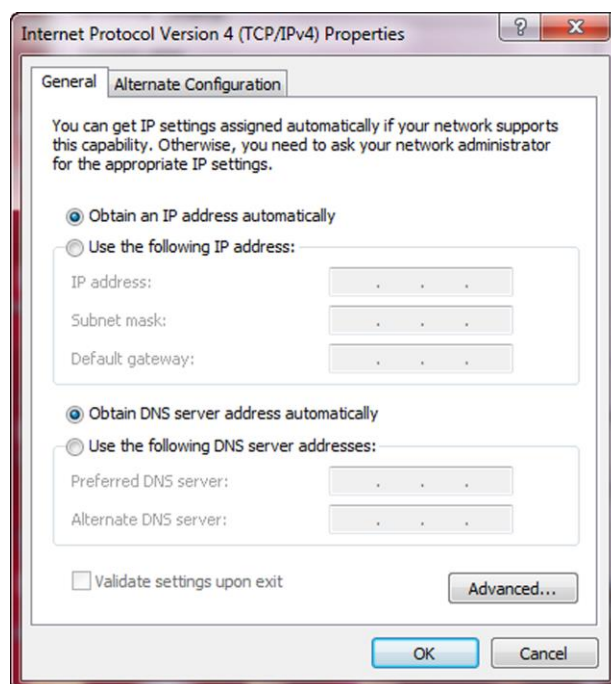 Internet Protocol Version 4 (TCP/IPv4) Properties
General
Alternate Configuration
You can get IP settings assigned automatically if your network supports
this capability. Otherwise, you need to ask your network administrator
for the appropriate IP settings.
Obtain an IP address automatically
Use the following IP address:
IP address:
Subnet mask:
Default gateway:
Obtain DNS server address automatically
Use the following DNS server addresses:
Preferred DNS server:
Alternate DNS server:
Validate settings upon exit
Advanced...
OK
Cancel